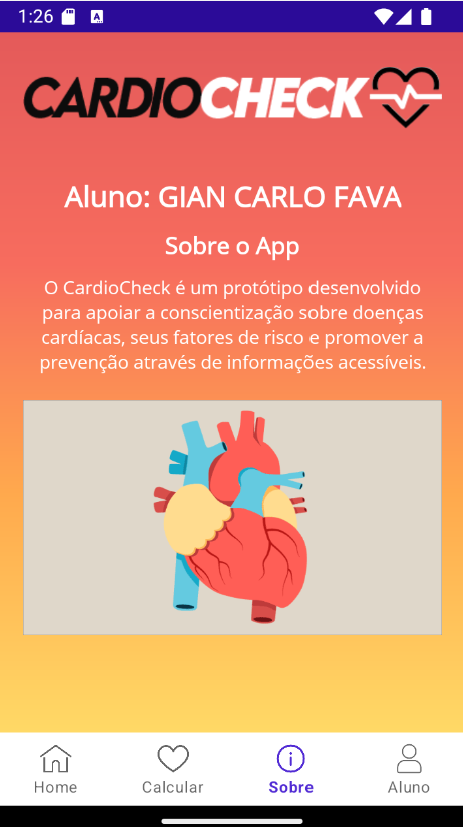 1:26
CARDIOCHECK
Aluno: GIAN CARLO FAVA
Sobre o App
O CardioCheck é um protótipo desenvolvido
para apoiar a conscientização sobre doenças
cardíacas, seus fatores de risco e promover a
prevenção através de informações acessíveis.
Home Calcular Sobre Aluno